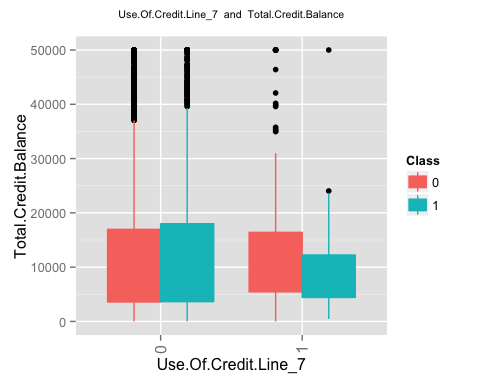 Use.Of.Credit.Line_7 and Total.Credit.Balance
50000
40000
30000
20000
10000
0
Total.Credit.Balance
0
1
Use.Of.Credit.Line_7
Class
0
1